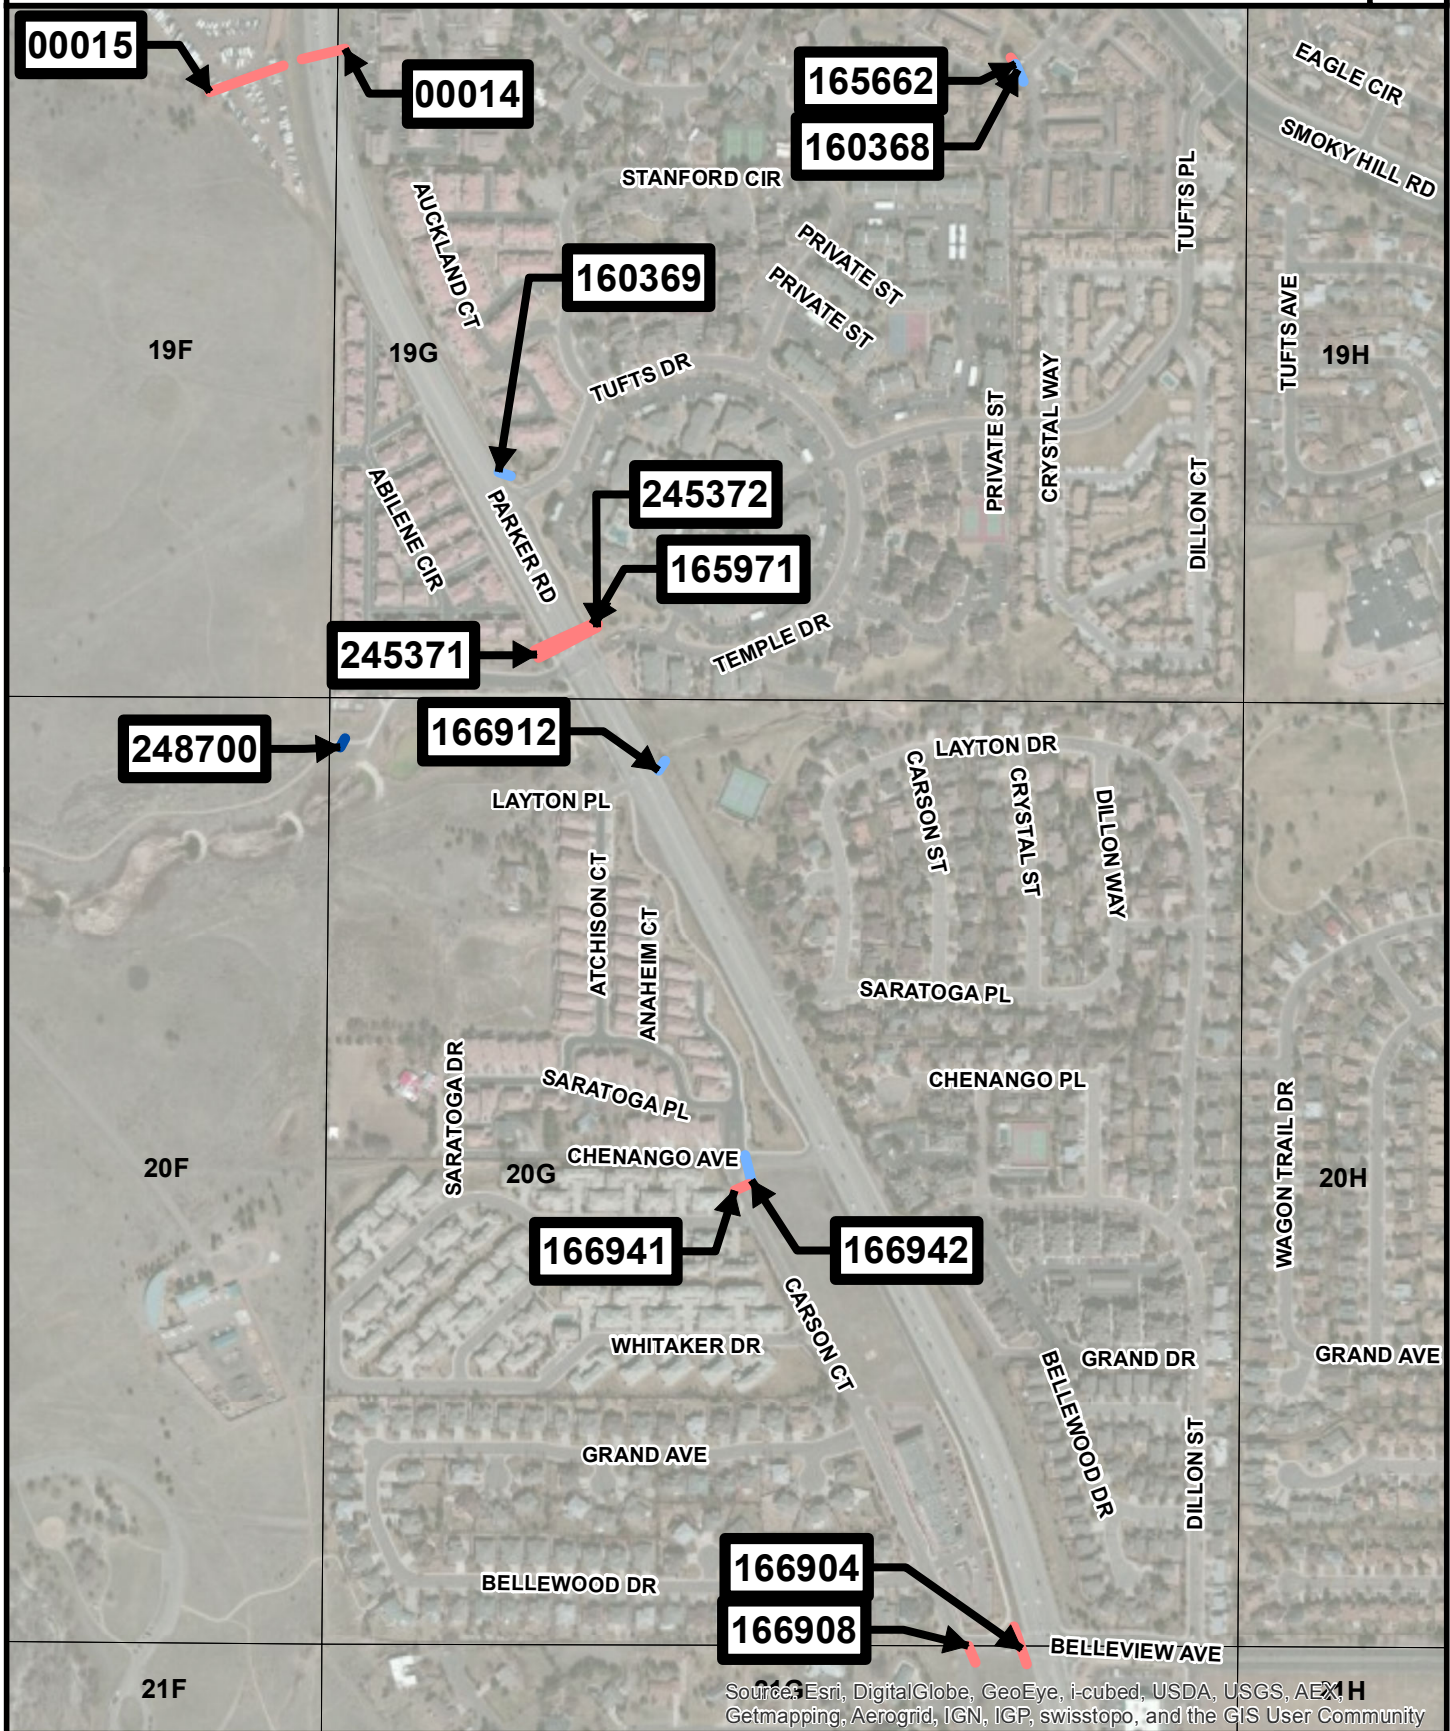 00015
00014
165662
160368
EAGLE CIR
SMOKY HILL RD
STANFORD CIR
TUFTS PL
AUCKLAND CT
PRIVATE ST
PRIVATE ST
160369
TUFTS AVE
19F
19G
19H
TUFTS DR
CRYSTAL WAY
PRIVATE ST
DILLON CT
ABILENE CIR
PARKER RD
245372
165971
TEMPLE DR
245371
248700
166912
LAYTON DR
LAYTON PL
CARSON ST
CRYSTAL ST
DILLON WAY
ATCHISON CT
ANAHEIM CT
SARATOGA PL
SARATOGA DR
SARATOGA PL
CHENANGO PL
WAGON TRAIL DR
CHENANGO AVE
20F
20G
20H
166941
166942
CARSON CT
WHITAKER DR
GRAND DR
GRAND AVE
BELLEWOOD DR
DILLON ST
GRAND AVE
BELLEWOOD DR
166904
166908
BELLEVIEW AVE
21F
21G
21H
Source: Esri, DigitalGlobe, GeoEye, i-cubed, USDA, USGS, AEX,
Getmapping, Aerogrid, IGN, IGP, swisstopo, and the GIS User Community